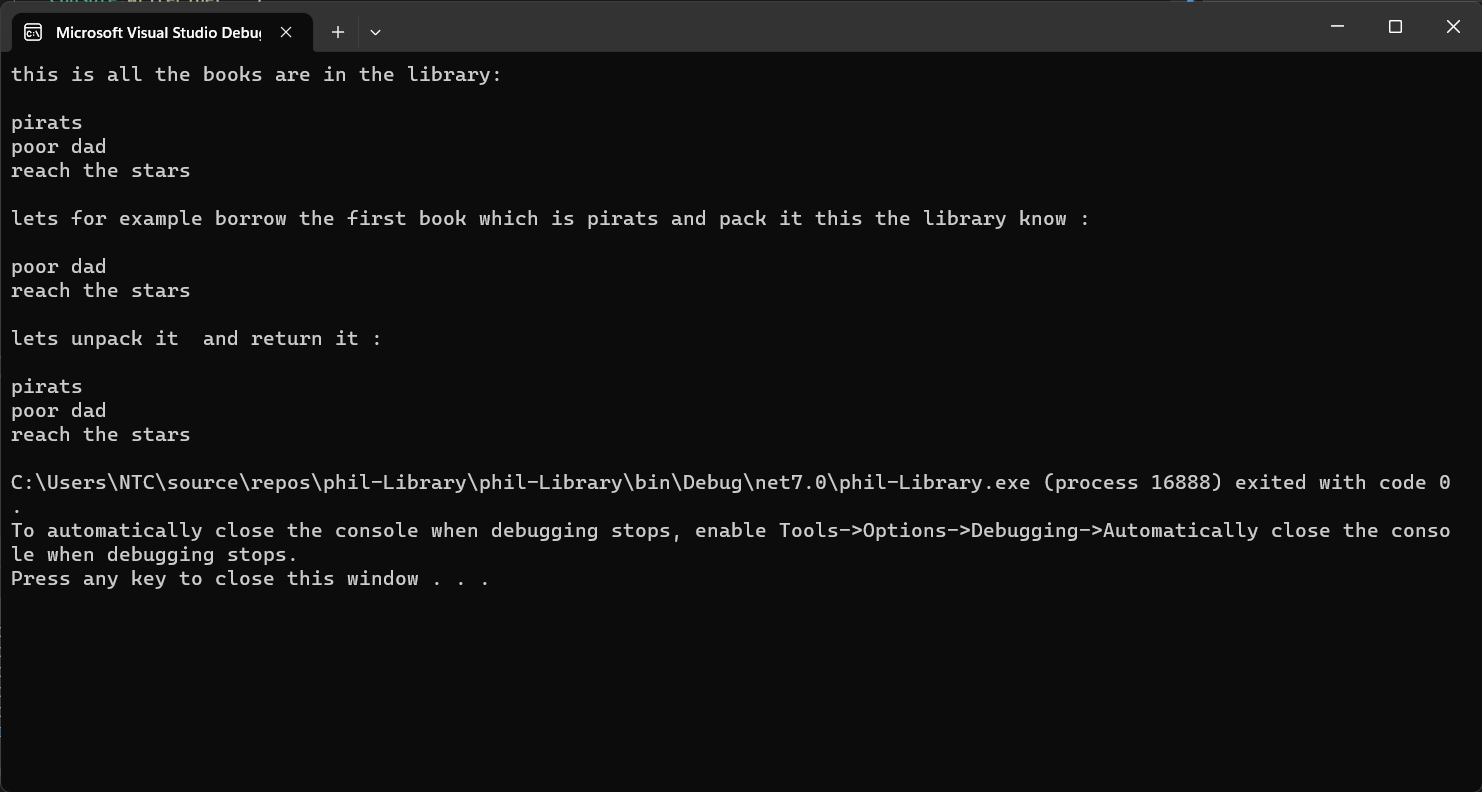 Microsoft Visual Studio Debu
this is all the books are in the library:
pirats
poor dad
reach the stars
lets for example borrow the first book which is pirats and pack it this the library know :
poor dad
reach the stars
lets unpack it  and return it :
pirats
poor dad
reach the stars
C:\Users\NTC\source\repos\phil-Library\phil-Library\bin\Debug\net7.0\phil-Library.exe (process 16888) exited with code 0
.
To automatically close the console when debugging stops, enable Tools->Options->Debugging->Automatically close the conso
le when debugging stops.
Press any key to close this window . . .